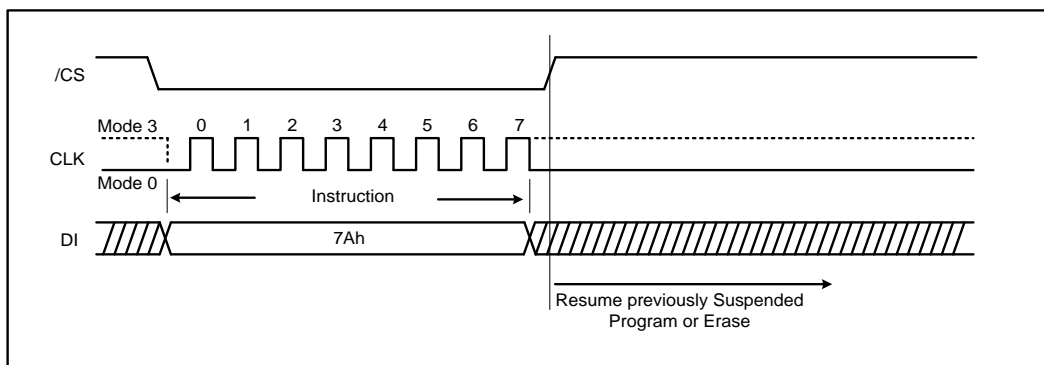 /CS
Mode 3
0 1 2 3 4 5 6 7
CLK
Mode 0
Instruction
DI
7Ah
Resume previously Suspended
Program or Erase